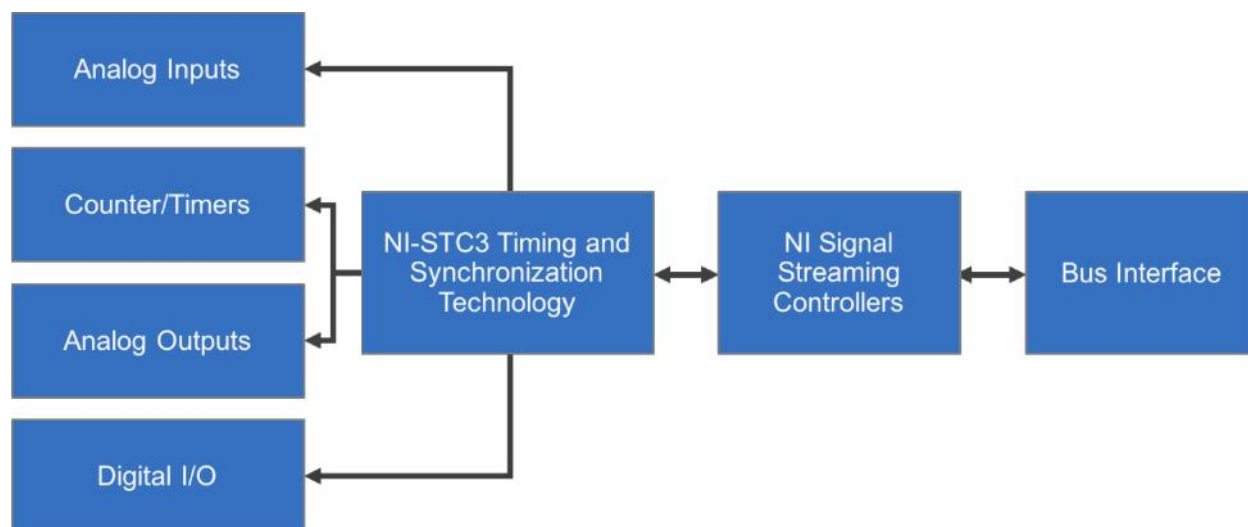 Analog Inputs
Counter/Timers
Analog Outputs
Digital I/O
NI-STC3 Timing and
Synchronization
Technology
NI Signal
Streaming
Controllers
Bus Interface